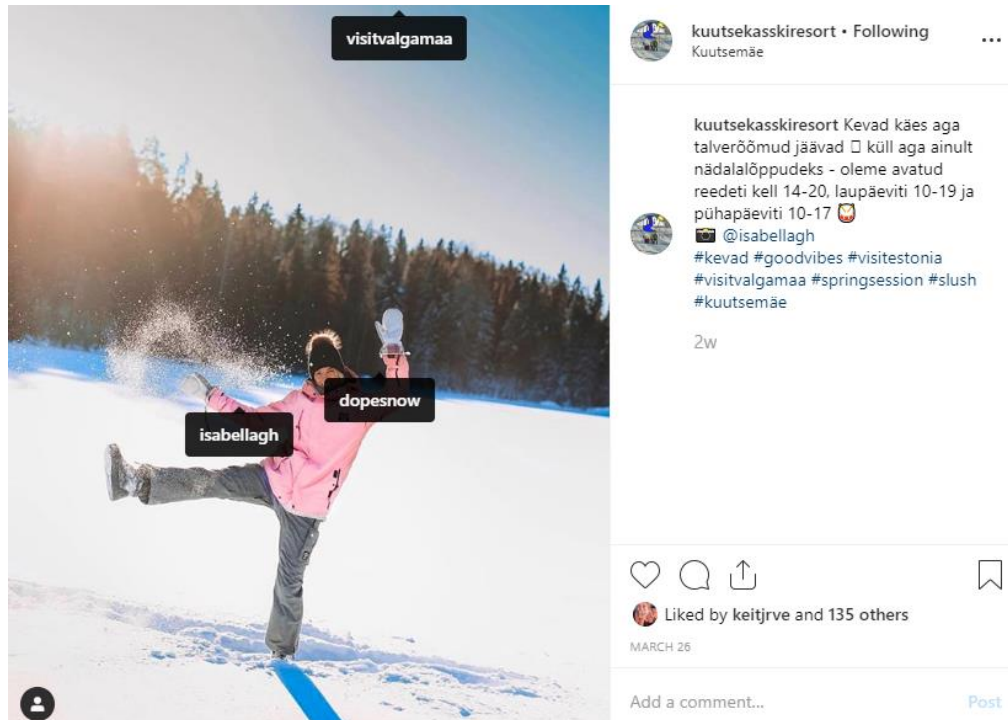 visitvalgamaa
dopesnow
isabellagh
kuutsekasskiresort • Following
Kuutsemäe
kuutsekasskiresort Kevad käes aga
talverõõmud jäävad küll aga ainult
nädalalõppudeks - oleme avatud
reedeti kell 14-20, laupäeviti 10-19 ja
pühapäeviti 10-17
@isabellagh
#kevad #goodvibes #visitestonia
#visitvalgamaa #springsession #slush
#kuutsemäe
2w
Liked by keitjrve and 135 others
MARCH 26
Add a comment...
Post